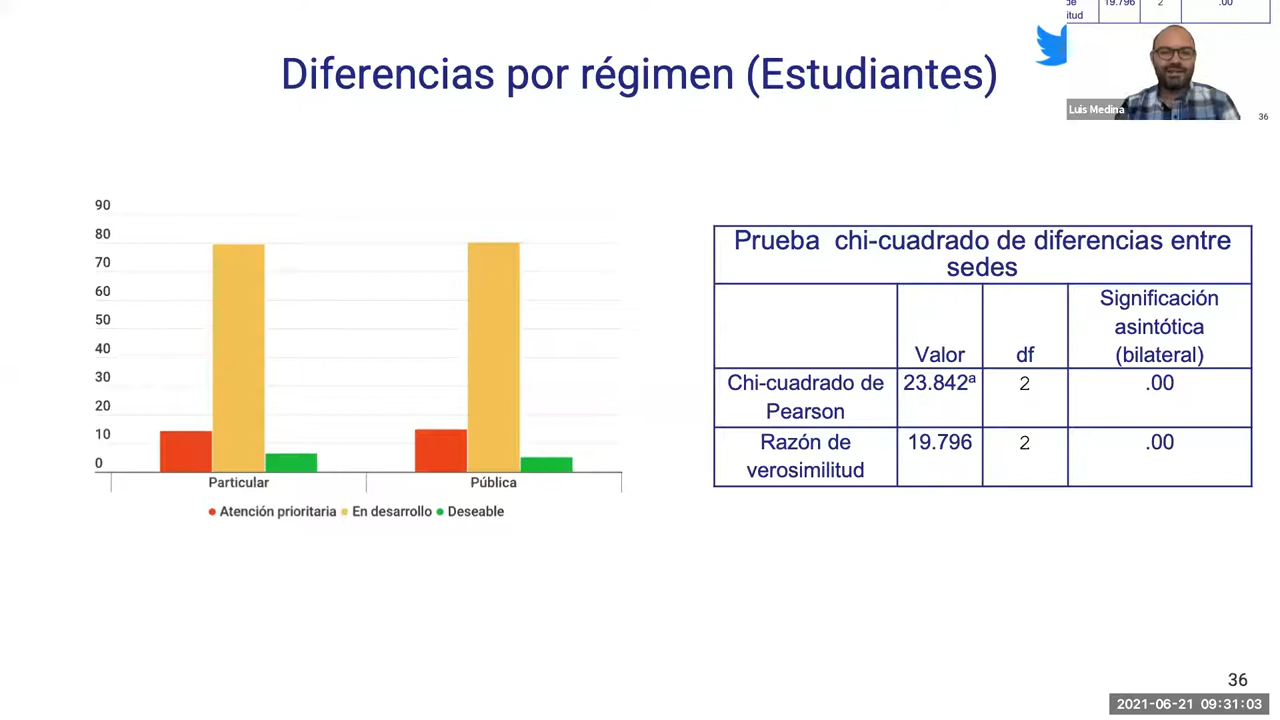 de 19.796 2 .00
itud
Diferencias por régimen (Estudiantes)
Luis Medina
36
90
80
70
60
50
40
30
20
10
0
Particular Pública
Atención prioritaria En desarrollo Deseable
Prueba chi-cuadrado de diferencias entre
sedes
Significación
asintótica
Valor df (bilateral)
Chi-cuadrado de 23.842ª 2 .00
Pearson
Razón de 19.796 2 .00
verosimilitud
36
2021-06-21 09:31:03